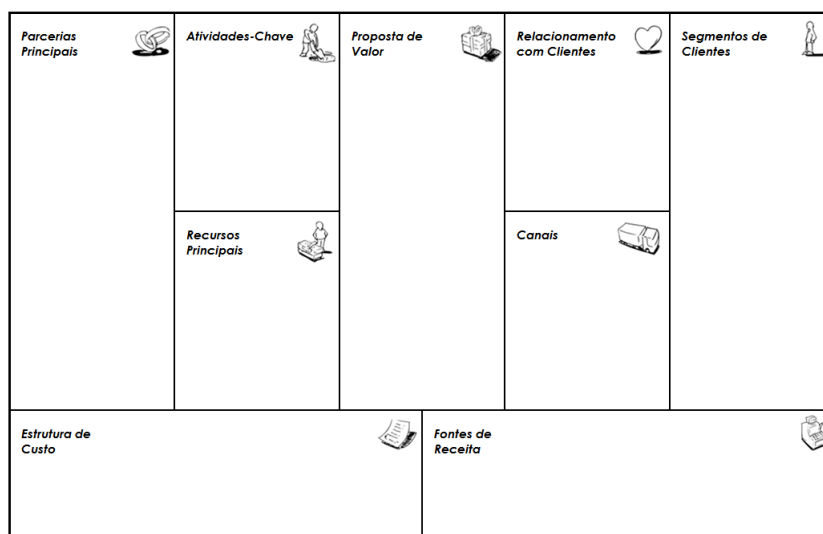 Parcerias
Principais
Atividades-Chave
Proposta de
Valor
Relacionamento
com Clientes
Segmentos de
Clientes
Recursos
Principais
Canais
Estrutura de
Custo
Fontes de
Receita